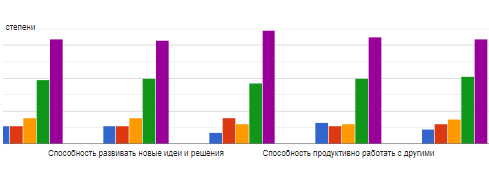 степени
Способность развивать новые идеи и решения
Способность продуктивно работать с другими